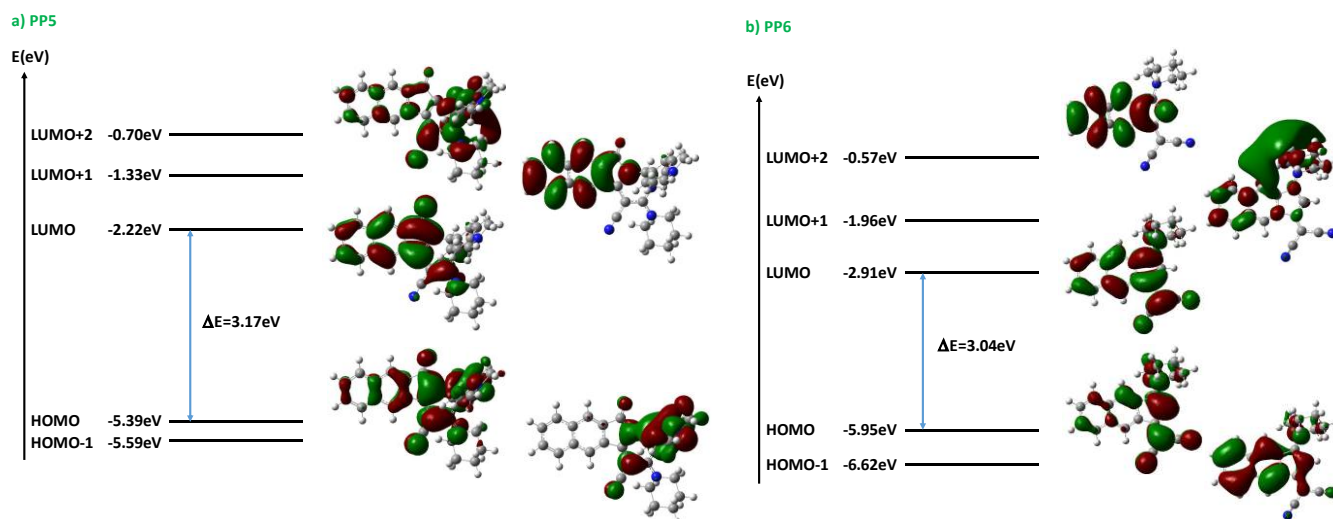 a) PP5
E(eV)
LUMO+2 -0.70eV
LUMO+1 -1.33eV
LUMO -2.22eV
ΔE=3.17eV
HOMO -5.39eV
HOMO-1 -5.59eV
b) PP6
E(eV)
LUMO+2 -0.57eV
LUMO+1 -1.96eV
LUMO -2.91eV
ΔE=3.04eV
HOMO -5.95eV
HOMO-1 -6.62eV